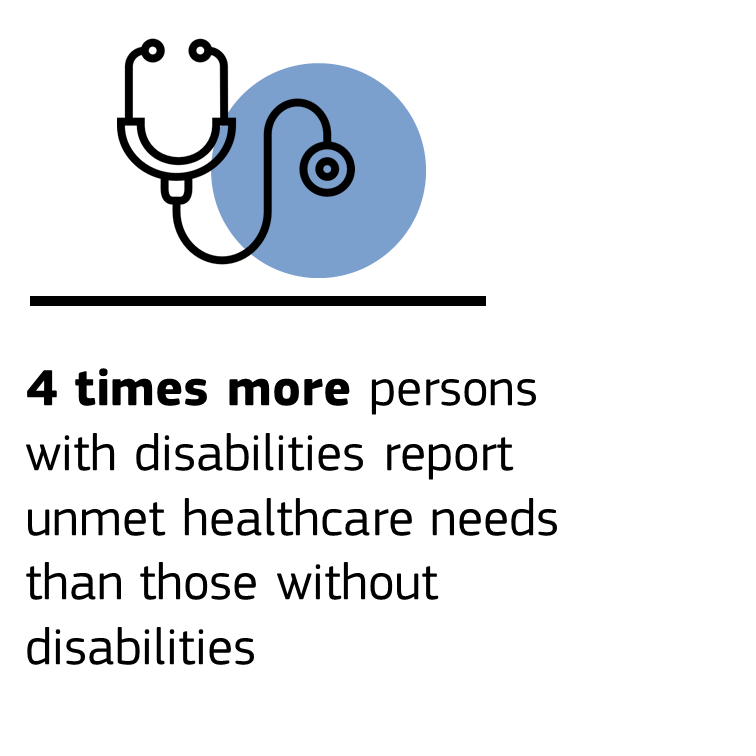 4 times more persons
with disabilities report
unmet healthcare needs
than those without
disabilities